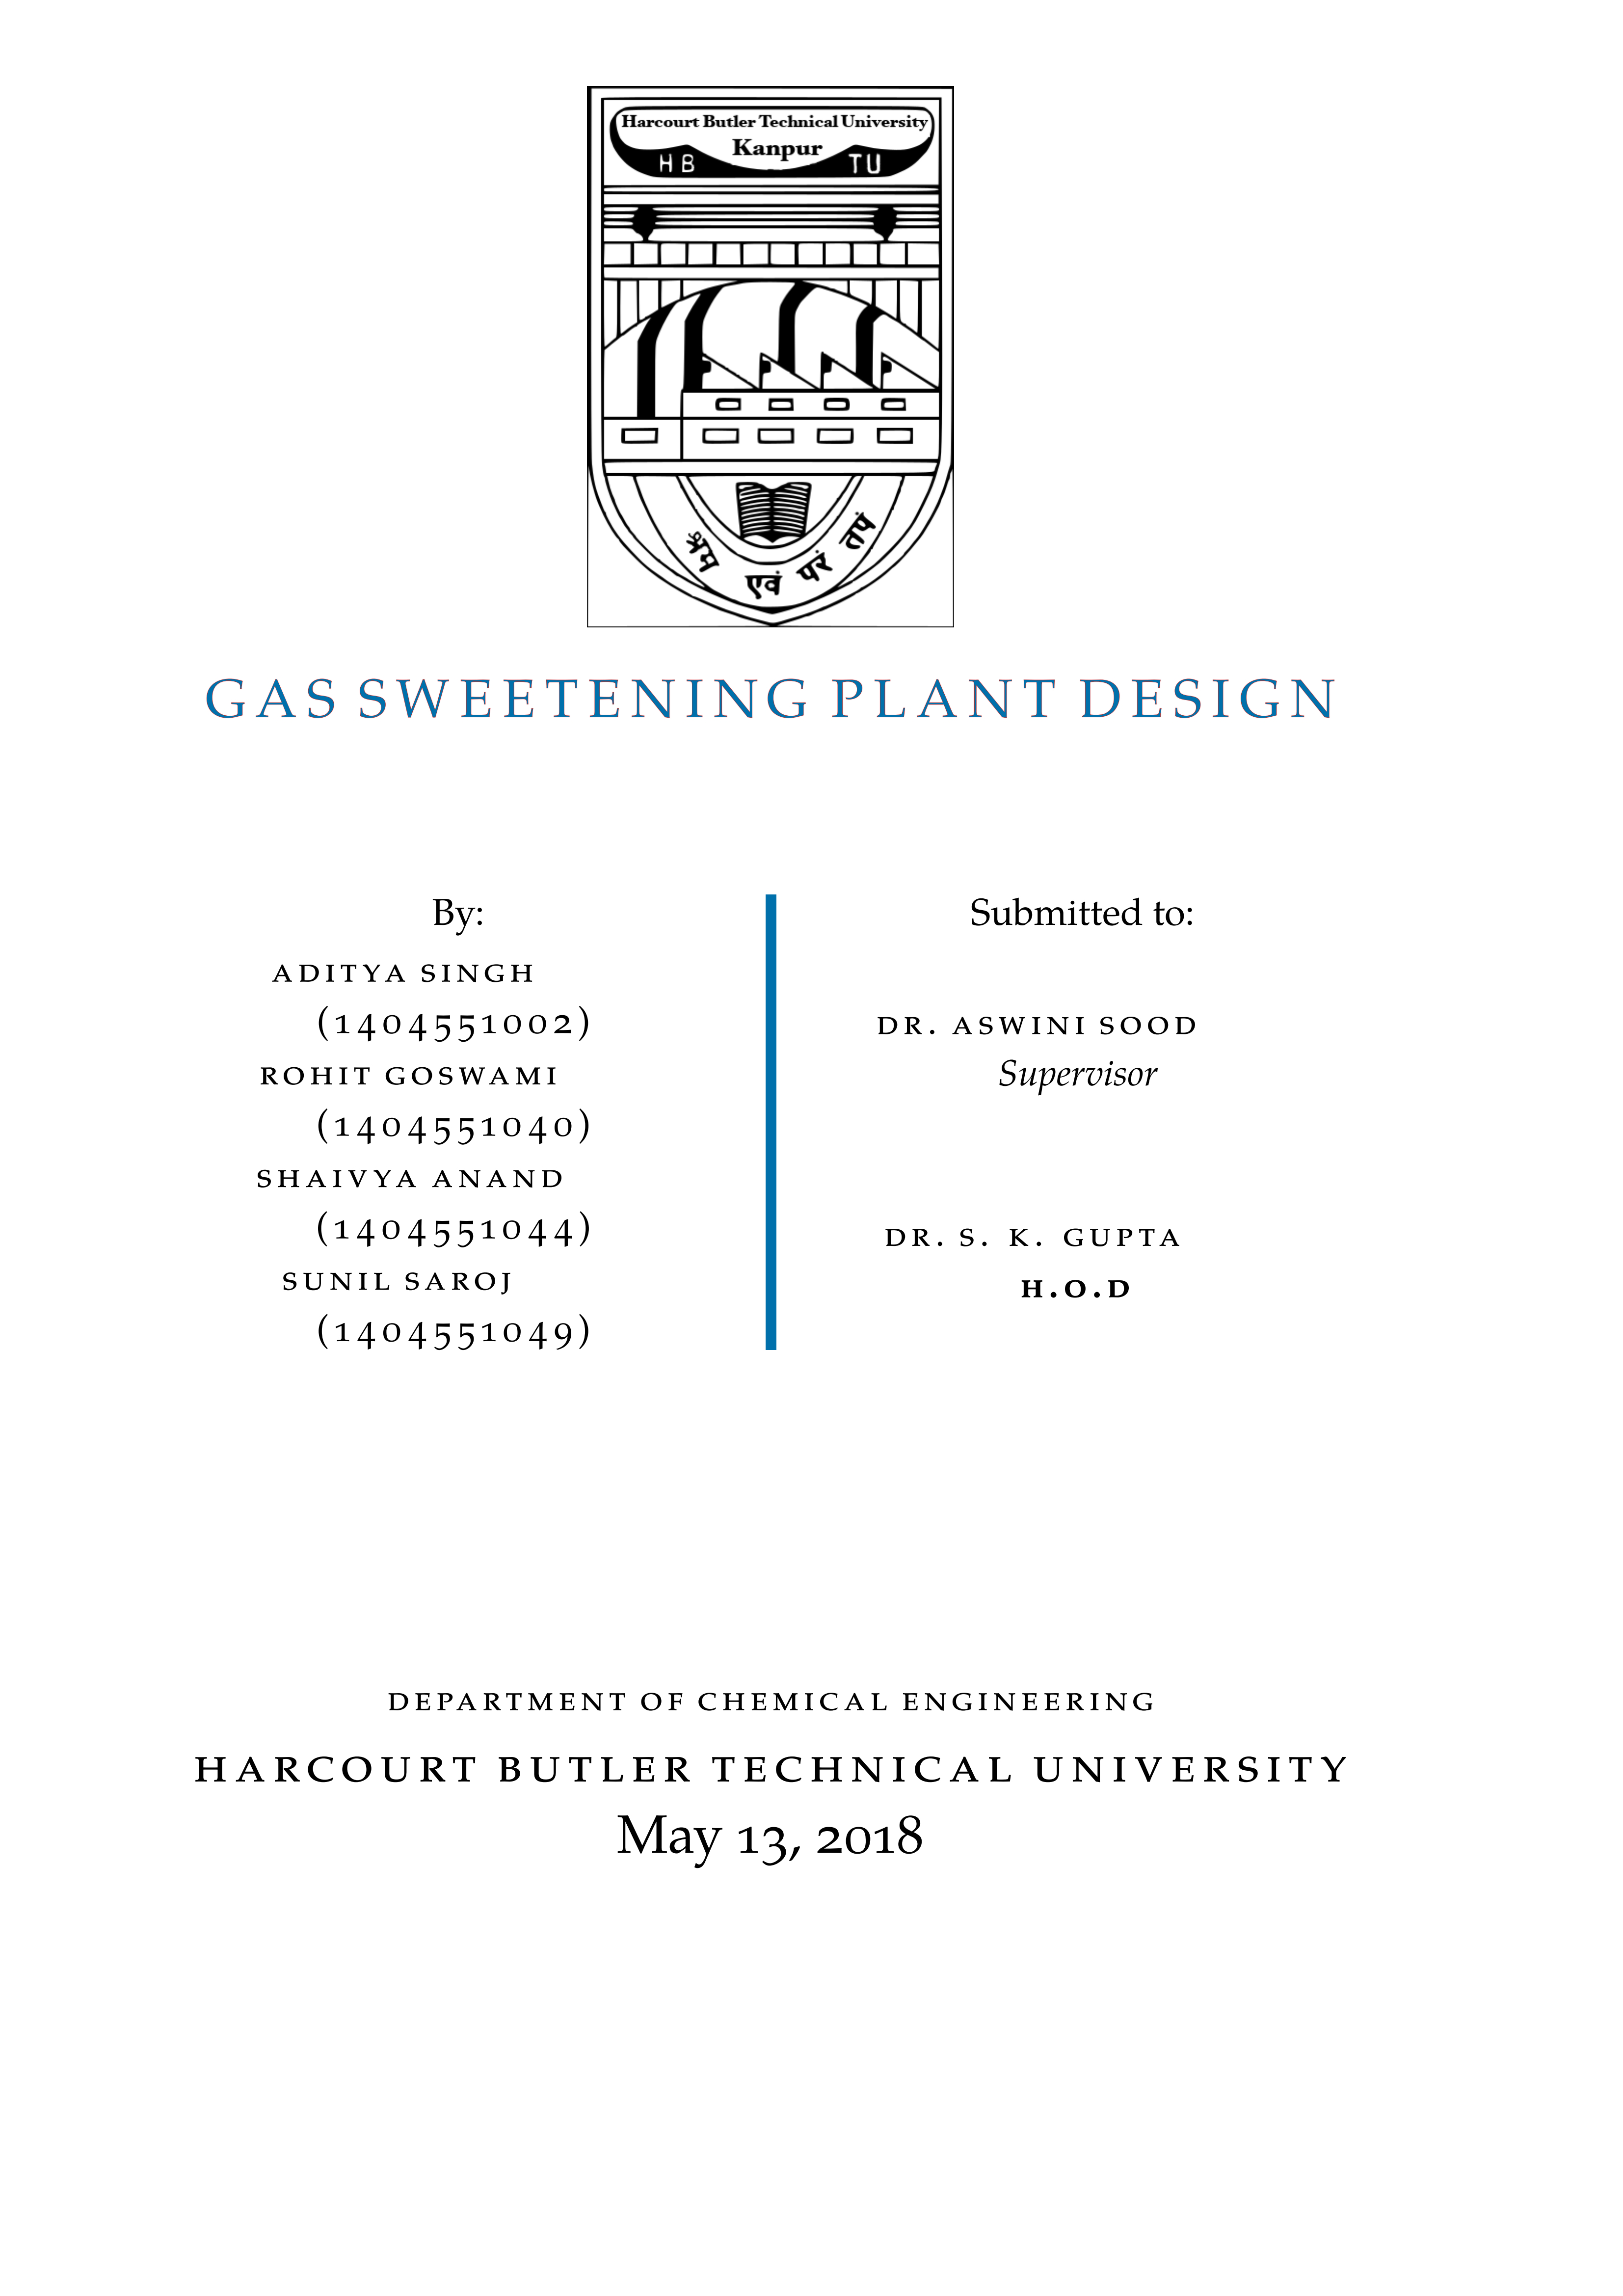 Harcourt Butler Technical University
Kanpur
H B TU
श्रम एवं परं तपं
GAS SWEETENING PLANT DESIGN
By:
ADITYA SINGH
(1404551002)
ROHIT GOSWAMI
(1404551040)
SHAIVYA ANAND
(1404551044)
SUNIL SAROJ
(1404551049)
Submitted to:
DR. ASWINI SOOD
Supervisor
DR. S. K. GUPTA
H.O.D
DEPARTMENT OF CHEMICAL ENGINEERING
HARCOURT BUTLER TECHNICAL UNIVERSITY
May 13, 2018